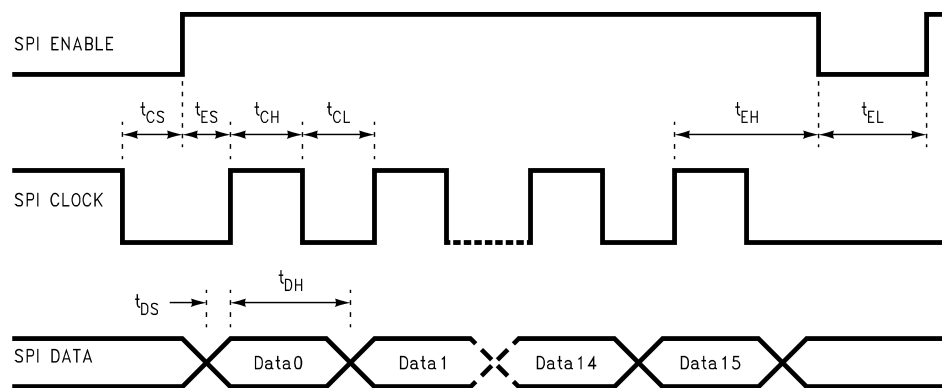 SPI ENABLE
tCS tES tCH tCL tEH tEL
SPI CLOCK
tDS tDH
SPI DATA Data0 Data1 Data14 Data15